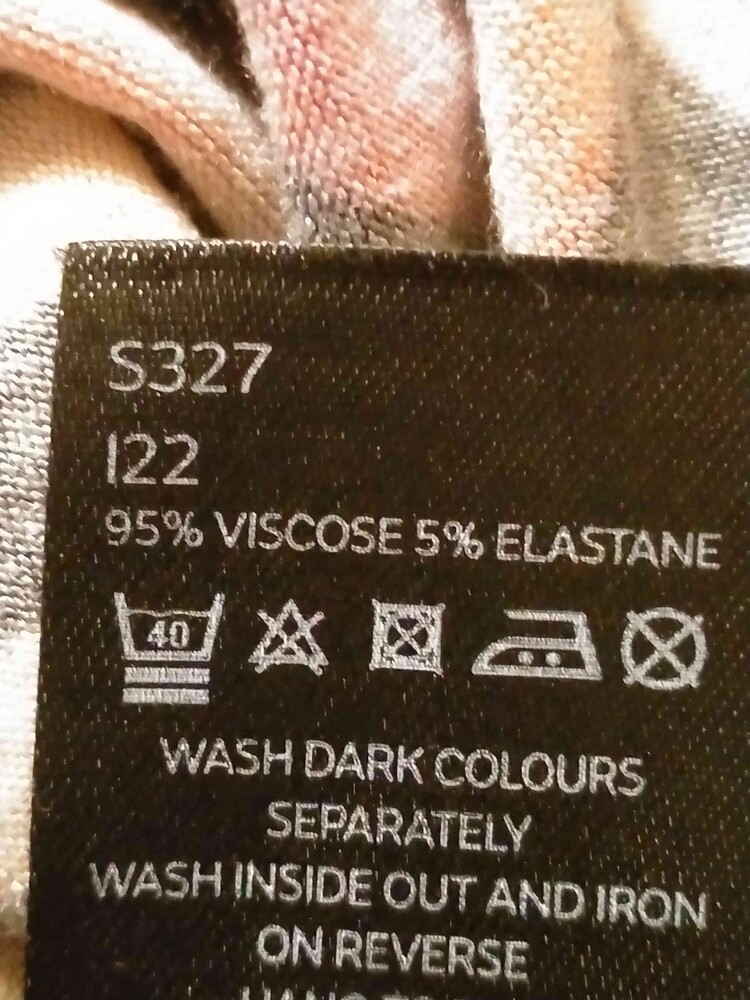 S327
I22
95% VISCOSE 5% ELASTANE
40
WASH DARK COLOURS
SEPARATELY
WASH INSIDE OUT AND IRON
ON REVERSE